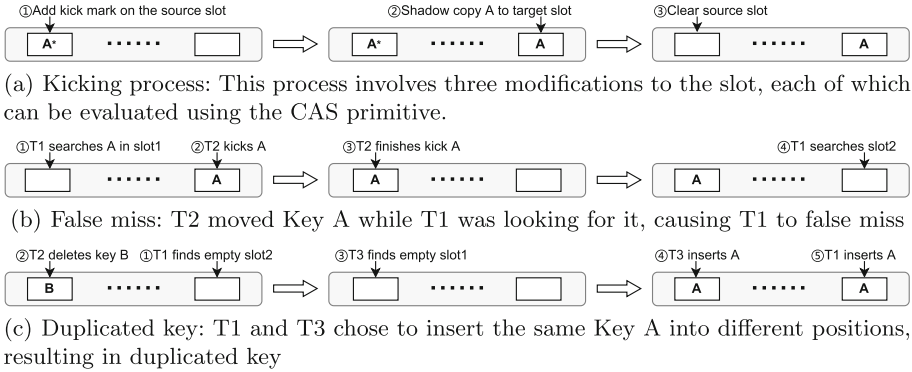 ①Add kick mark on the source slot ②Shadow copy A to target slot ③Clear source slot
A* ······ A* ······ A ······ A
(a) Kicking process: This process involves three modifications to the slot, each of which
can be evaluated using the CAS primitive.
①T1 searches A in slot1 ②T2 kicks A ③T2 finishes kick A ④T1 searches slot2
······ A A ······ A ······
(b) False miss: T2 moved Key A while T1 was looking for it, causing T1 to false miss
②T2 deletes key B ①T1 finds empty slot2 ③T3 finds empty slot1 ④T3 inserts A ⑤T1 inserts A
B ······ ······ A ······ A
(c) Duplicated key: T1 and T3 chose to insert the same Key A into different positions,
resulting in duplicated key